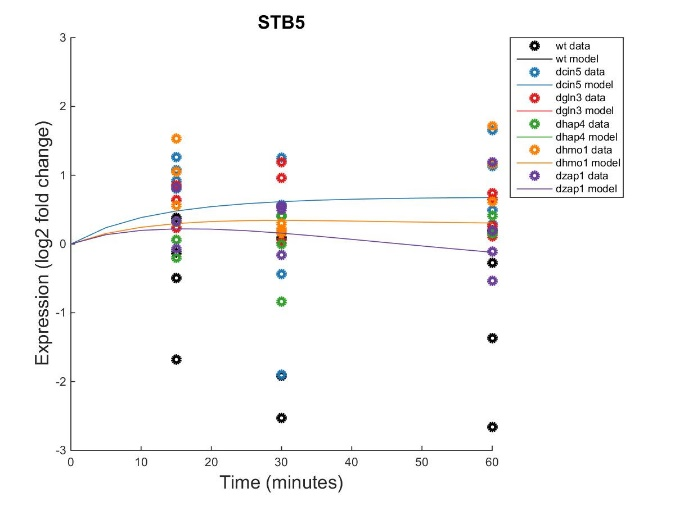 STB5
3
2
1
0
-1
-2
-3
Expression (log2 fold change)
0 10 20 30 40 50 60
Time (minutes)
wt data
wt model
dcin5 data
dcin5 model
dgln3 data
dgln3 model
dhap4 data
dhap4 model
dhmo1 data
dhmo1 model
dzap1 data
dzap1 model